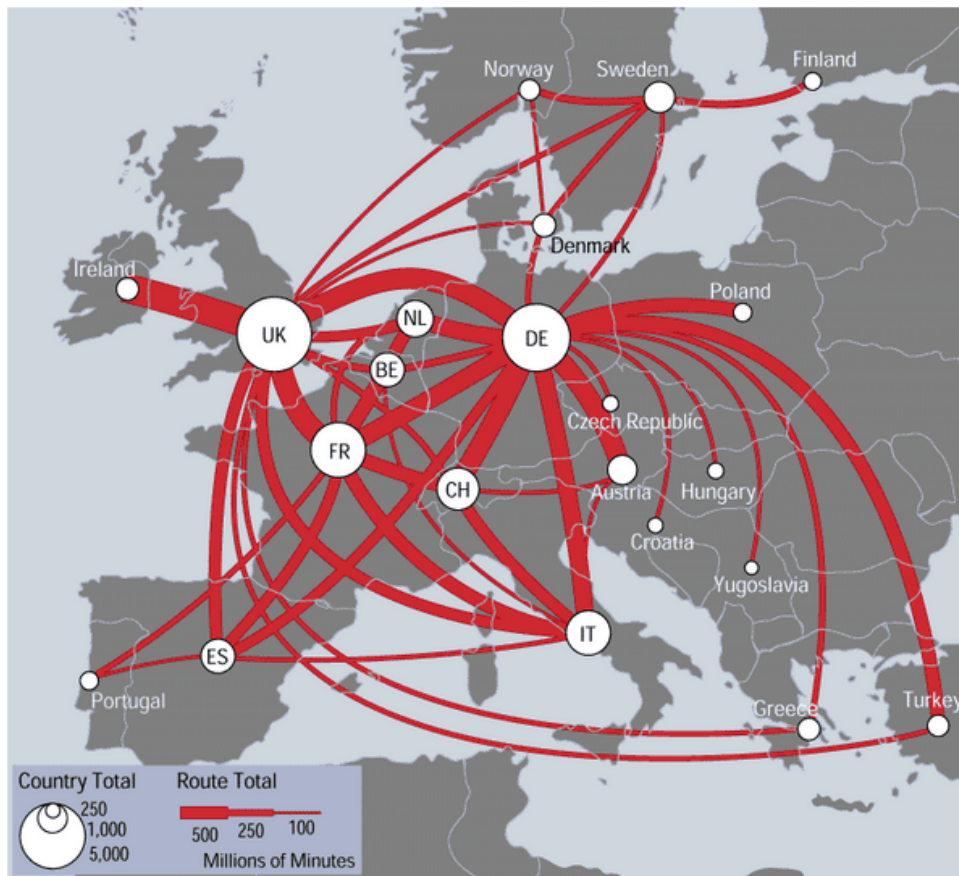 Norway
Sweden
Finland
Denmark
Ireland
UK
NL
DE
Poland
BE
Czech Republic
FR
CH
Austria
Hungary
Croatia
Yugoslavia
IT
ES
Portugal
Greece
Turkey
Country Total
250
1,000
5,000
Route Total
500 250 100
Millions of Minutes